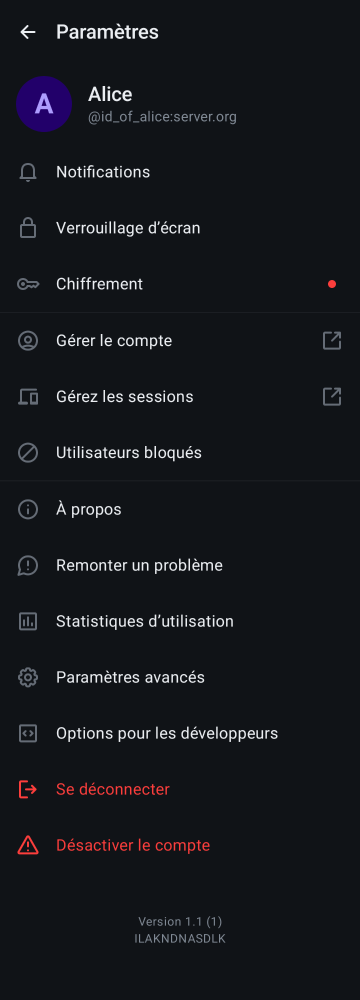 Paramètres
A
Alice
@id_of_alice:server.org
Notifications
Verrouillage d’écran
Chiffrement
Gérer le compte
Gérez les sessions
Utilisateurs bloqués
À propos
Remonter un problème
Statistiques d’utilisation
Paramètres avancés
Options pour les développeurs
Se déconnecter
Désactiver le compte
Version 1.1 (1)
ILAKNDNASDLK